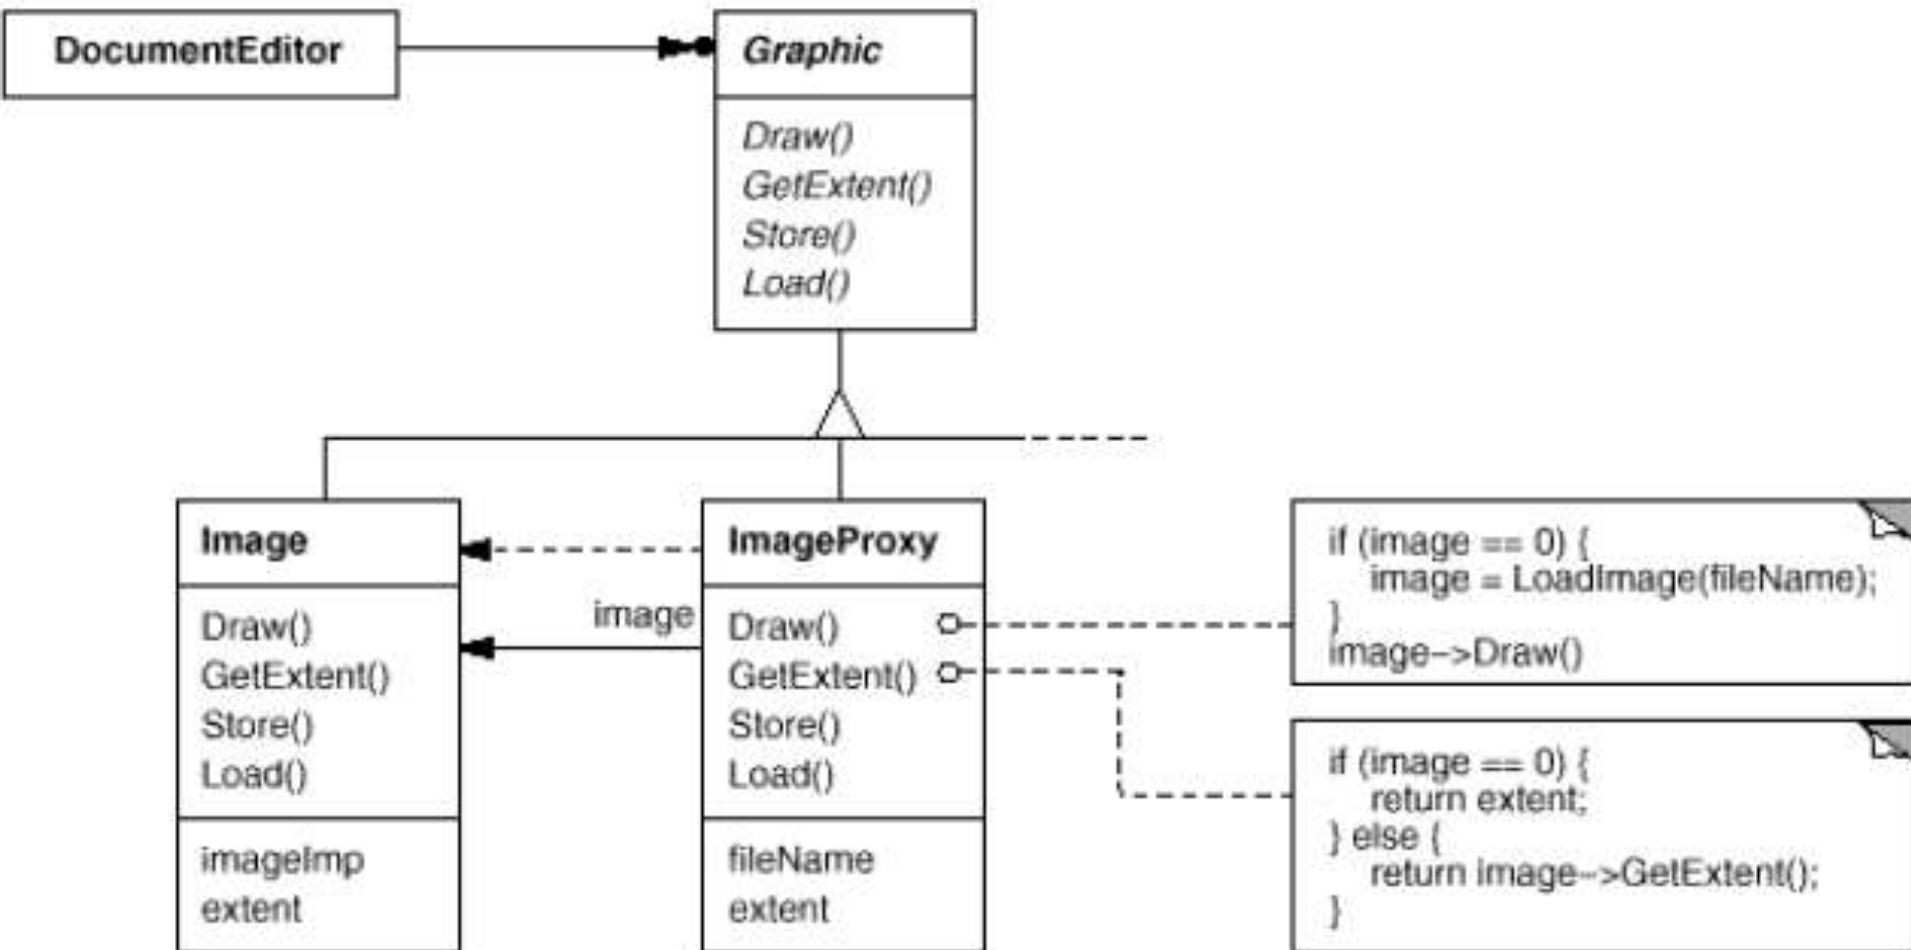 DocumentEditor
Graphic
Draw()
GetExtent()
Store()
Load()
Image
Draw()
GetExtent()
Store()
Load()
imageImp
extent
image
ImageProxy
Draw()
GetExtent()
Store()
Load()
fileName
extent
if (image == 0) {
image = LoadImage(fileName);
}
image->Draw()
if (image == 0) {
return extent;
} else {
return image->GetExtent();
}